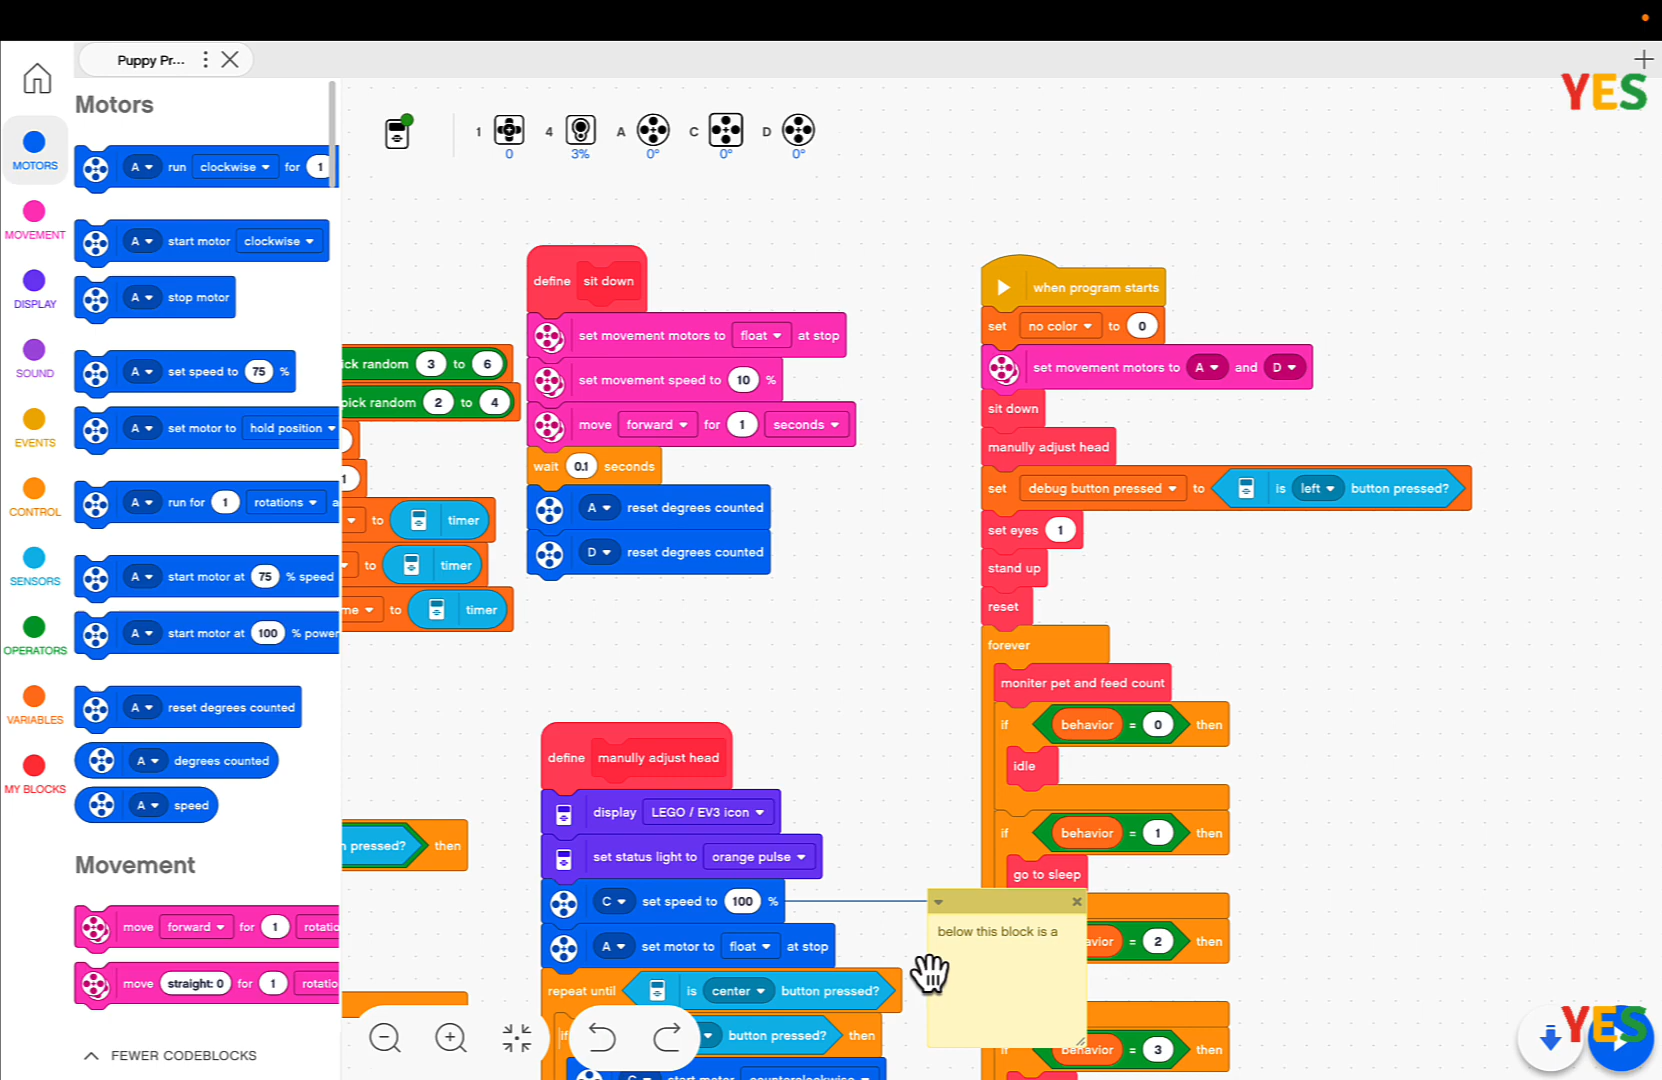 Puppy Pr...
YES
Motors
1 4 A C D
0 3% 0° 0° 0°
MOTORS
MOVEMENT
DISPLAY
SOUND
EVENTS
CONTROL
SENSORS
OPERATORS
VARIABLES
MY BLOCKS
A run clockwise for 1
A start motor clockwise
A stop motor
A set speed to 75 %
A set motor to hold position
A run for 1 rotations
A start motor at 75 % speed
A start motor at 100 % power
A reset degrees counted
A degrees counted
A speed
Movement
move forward for 1
move straight: 0 for 1
FEWER CODEBLOCKS
pick random 3 to 6
pick random 2 to 4
1
to timer
to timer
me to timer
pressed? then
define sit down
set movement motors to float at stop
set movement speed to 10 %
move forward for 1 seconds
wait 0.1 seconds
A reset degrees counted
D reset degrees counted
define manully adjust head
display LEGO / EV3 icon
set status light to orange pulse
C set speed to 100 %
A set motor to float at stop
repeat until is center button pressed?
if button pressed? then
C start motor counterclockwise
below this block is a
when program starts
set no color to 0
set movement motors to A and D
sit down
manully adjust head
set debug button pressed to is left button pressed?
set eyes 1
stand up
reset
forever
moniter pet and feed count
if behavior = 0 then
idle
if behavior = 1 then
go to sleep
avior = 2 then
if behavior = 3 then
YES